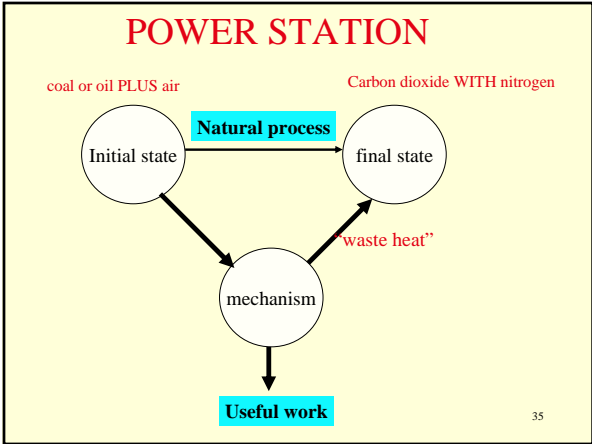 POWER STATION
coal or oil PLUS air
Carbon dioxide WITH nitrogen
Natural process
Initial state
final state
“waste heat”
mechanism
Useful work
35